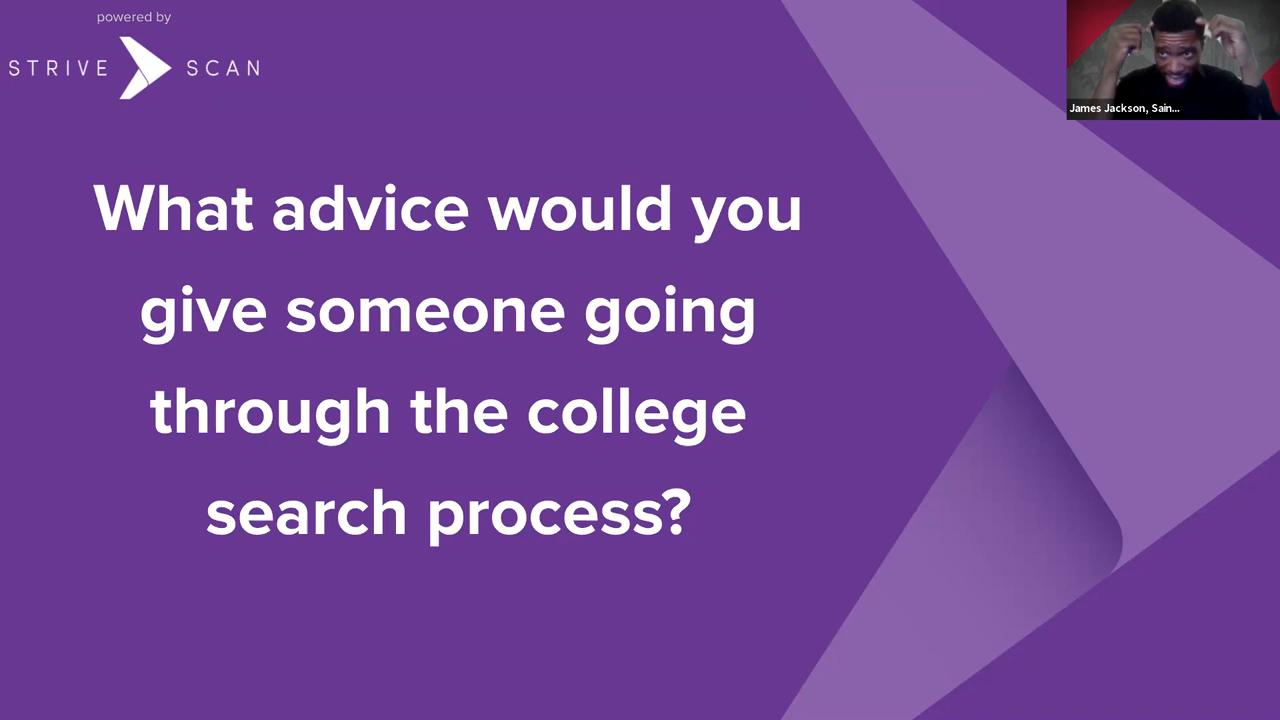 powered by
STRIVE SCAN
James Jackson, Sain...
What advice would you
give someone going
through the college
search process?